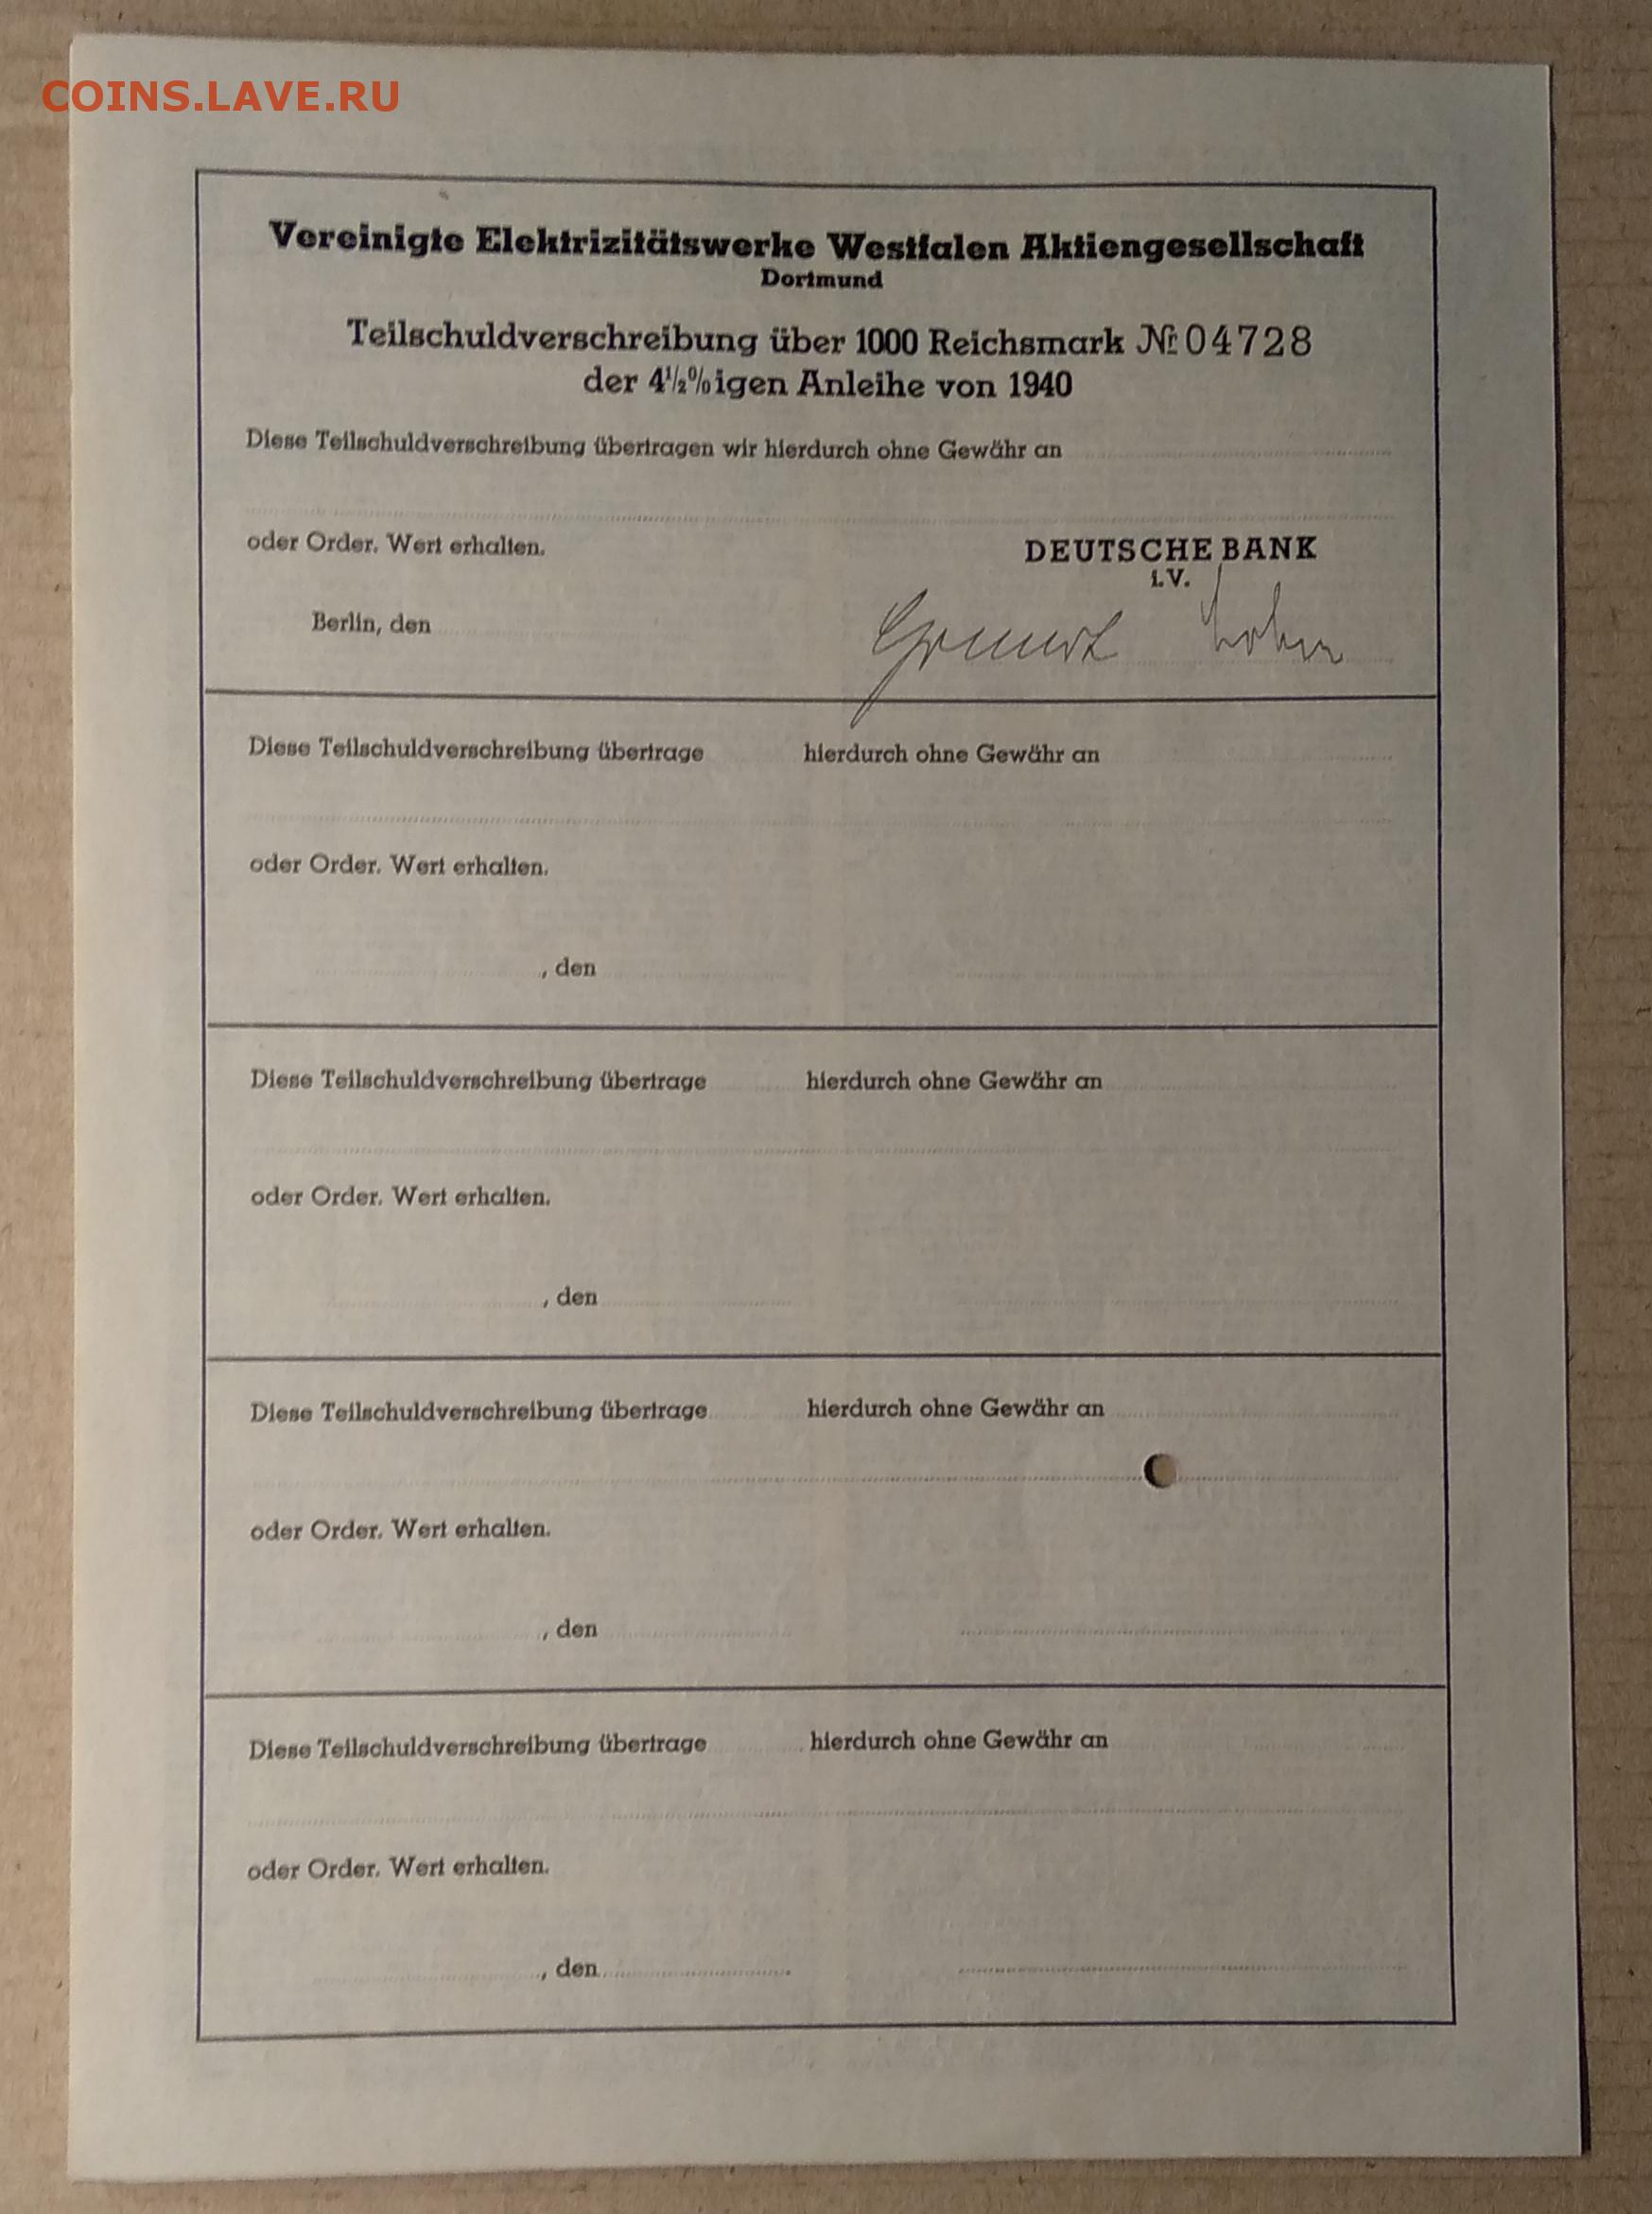 COINS.LAVE.RU
Vereinigte Elektrizitätswerke Westfalen Aktiengesellschaft
Dortmund
Teilschuldverschreibung über 1000 Reichsmark № 04728
der 4½%igen Anleihe von 1940
Diese Teilschuldverschreibung übertragen wir hierdurch ohne Gewähr an
oder Order. Wert erhalten.
DEUTSCHE BANK
i.V.
Berlin, den
Diese Teilschuldverschreibung übertrage hierdurch ohne Gewähr an
oder Order. Wert erhalten.
, den
Diese Teilschuldverschreibung übertrage hierdurch ohne Gewähr an
oder Order. Wert erhalten.
, den
Diese Teilschuldverschreibung übertrage hierdurch ohne Gewähr an
oder Order. Wert erhalten.
, den
Diese Teilschuldverschreibung übertrage hierdurch ohne Gewähr an
oder Order. Wert erhalten.
, den